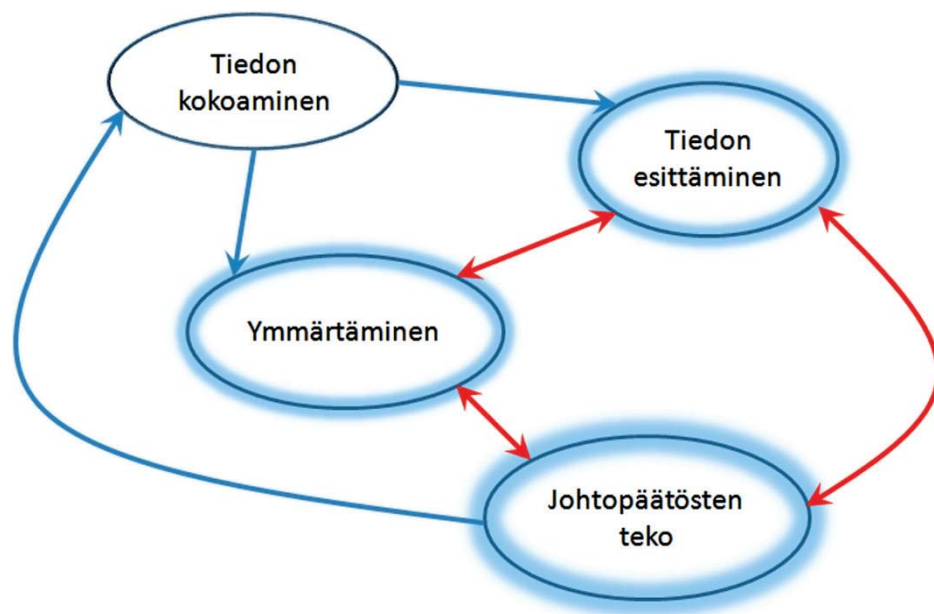 Tiedon
kokoaminen
Tiedon
esittäminen
Ymmärtäminen
Johtopäätösten
teko